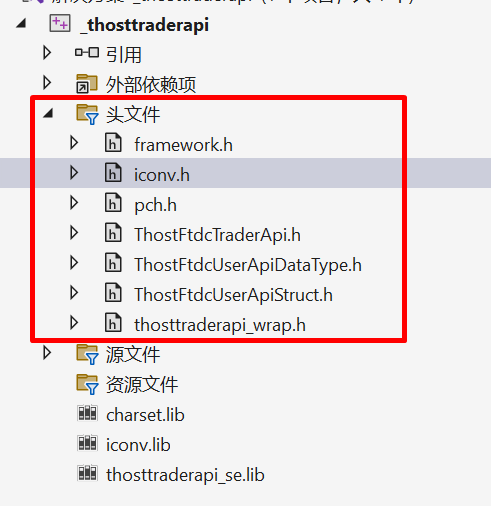 _thosttraderapi
引用
外部依赖项
头文件
framework.h
iconv.h
pch.h
ThostFtdcTraderApi.h
ThostFtdcUserApiDataType.h
ThostFtdcUserApiStruct.h
thosttraderapi_wrap.h
源文件
资源文件
charset.lib
iconv.lib
thosttraderapi_se.lib